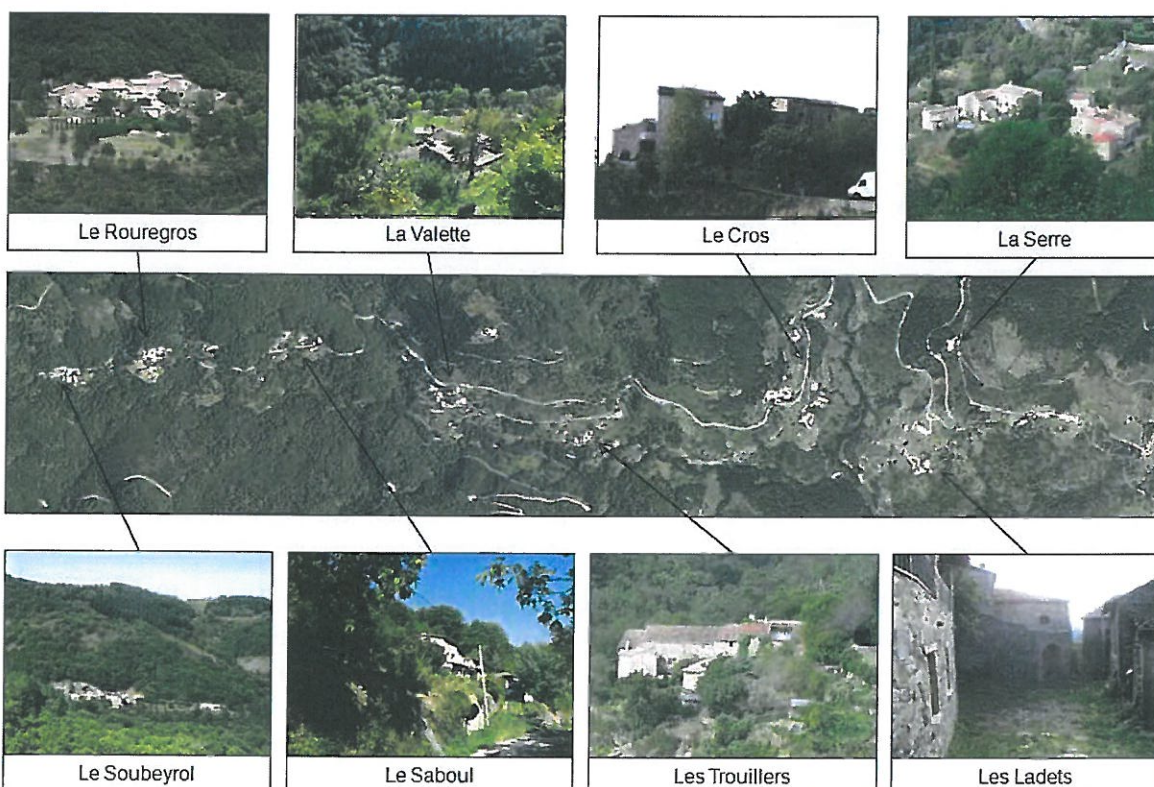 Le Rouregros
La Valette
Le Cros
La Serre
Le Soubeyrol
Le Saboul
Les Trouillers
Les Ladets